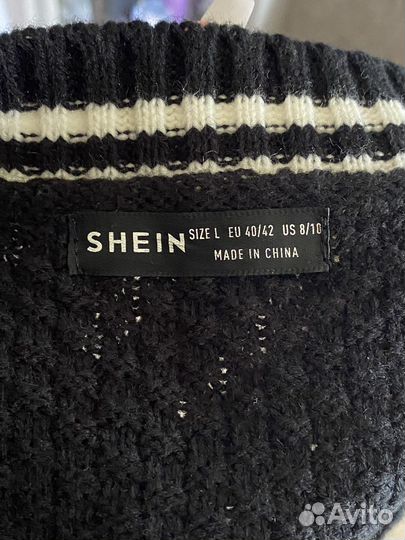 SHEIN SIZE L EU 40/42 US 8/10
MADE IN CHINA
Avito